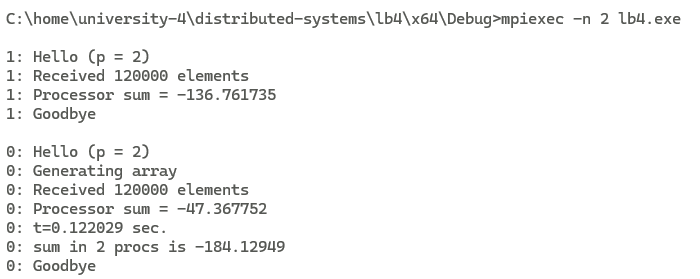 C:\home\university-4\distributed-systems\lb4\x64\Debug>mpiexec -n 2 lb4.exe
1: Hello (p = 2)
1: Received 120000 elements
1: Processor sum = -136.761735
1: Goodbye
0: Hello (p = 2)
0: Generating array
0: Received 120000 elements
0: Processor sum = -47.367752
0: t=0.122029 sec.
0: sum in 2 procs is -184.12949
0: Goodbye